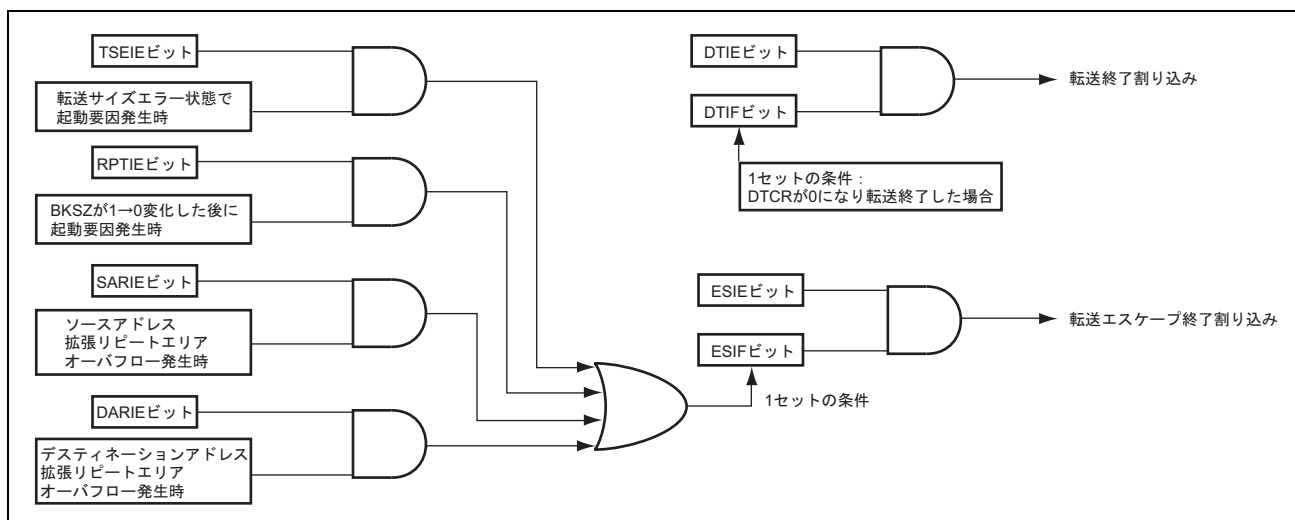 TSEIEビット
転送サイズエラー状態で
起動要因発生時
RPTIEビット
BKSZが1→0変化した後に
起動要因発生時
SARIEビット
ソースアドレス
拡張リピートエリア
オーバフロー発生時
DARIEビット
デスティネーションアドレス
拡張リピートエリア
オーバフロー発生時
DTIEビット
DTIFビット
転送終了割り込み
1セットの条件：
DTCRが0になり転送終了した場合
ESIEビット
ESIFビット
転送エスケープ終了割り込み
1セットの条件